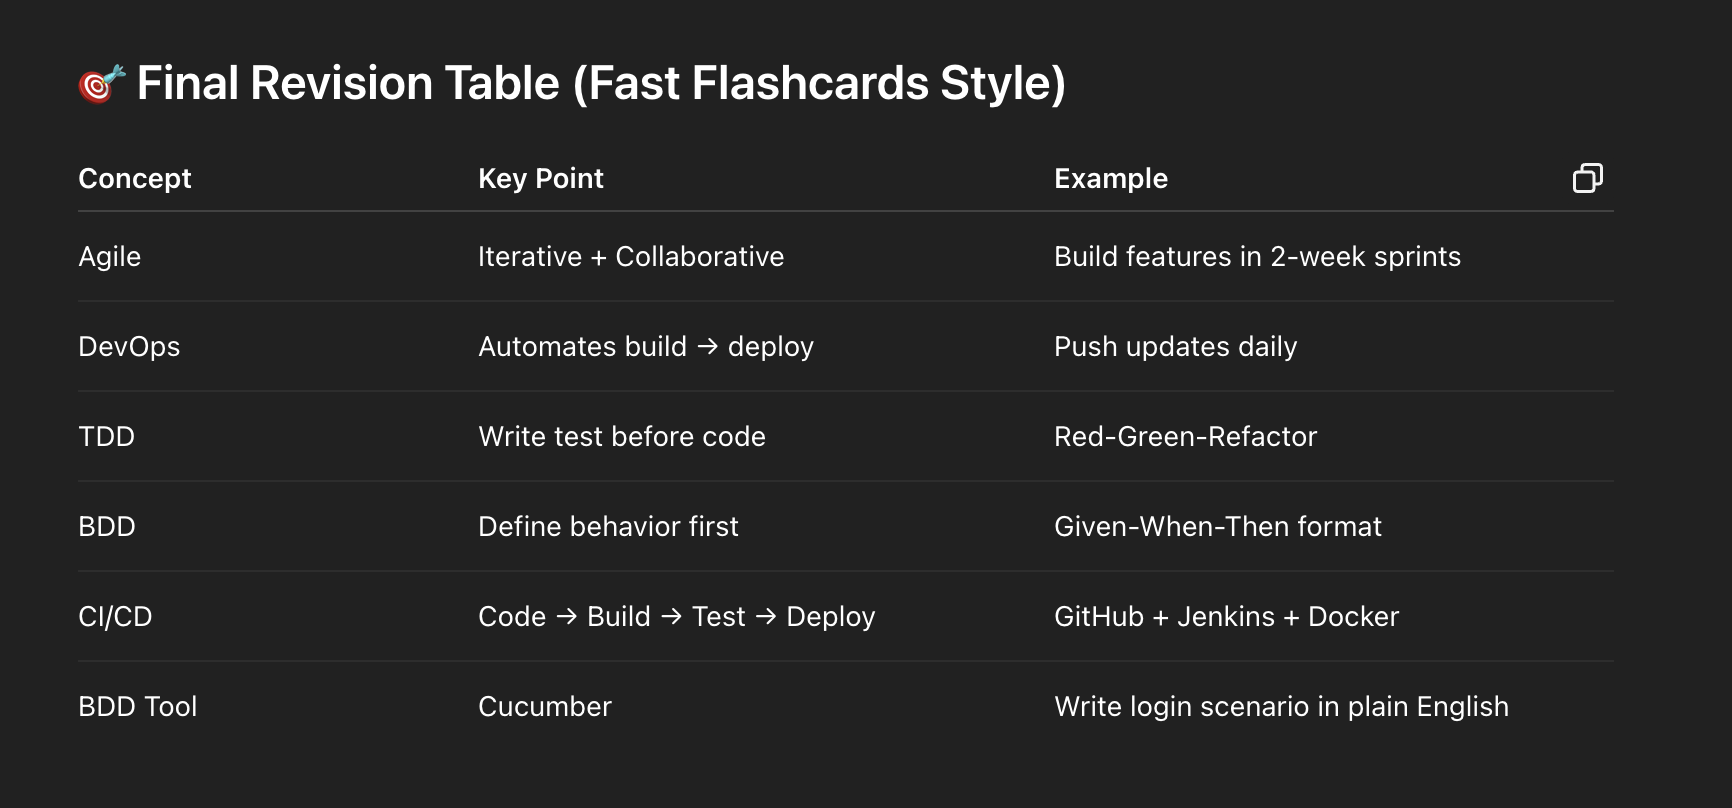 🎯 Final Revision Table (Fast Flashcards Style)
Concept Key Point Example
Agile Iterative + Collaborative Build features in 2-week sprints
DevOps Automates build → deploy Push updates daily
TDD Write test before code Red-Green-Refactor
BDD Define behavior first Given-When-Then format
CI/CD Code → Build → Test → Deploy GitHub + Jenkins + Docker
BDD Tool Cucumber Write login scenario in plain English